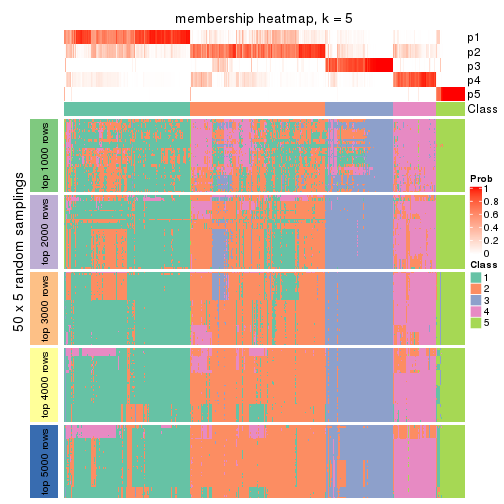 membership heatmap, k = 5
p1
p2
p3
p4
p5
Class
50 x 5 random samplings
top 1000 rows
top 2000 rows
top 3000 rows
top 4000 rows
top 5000 rows
Prob
1
0.8
0.6
0.4
0.2
0
Class
1
2
3
4
5